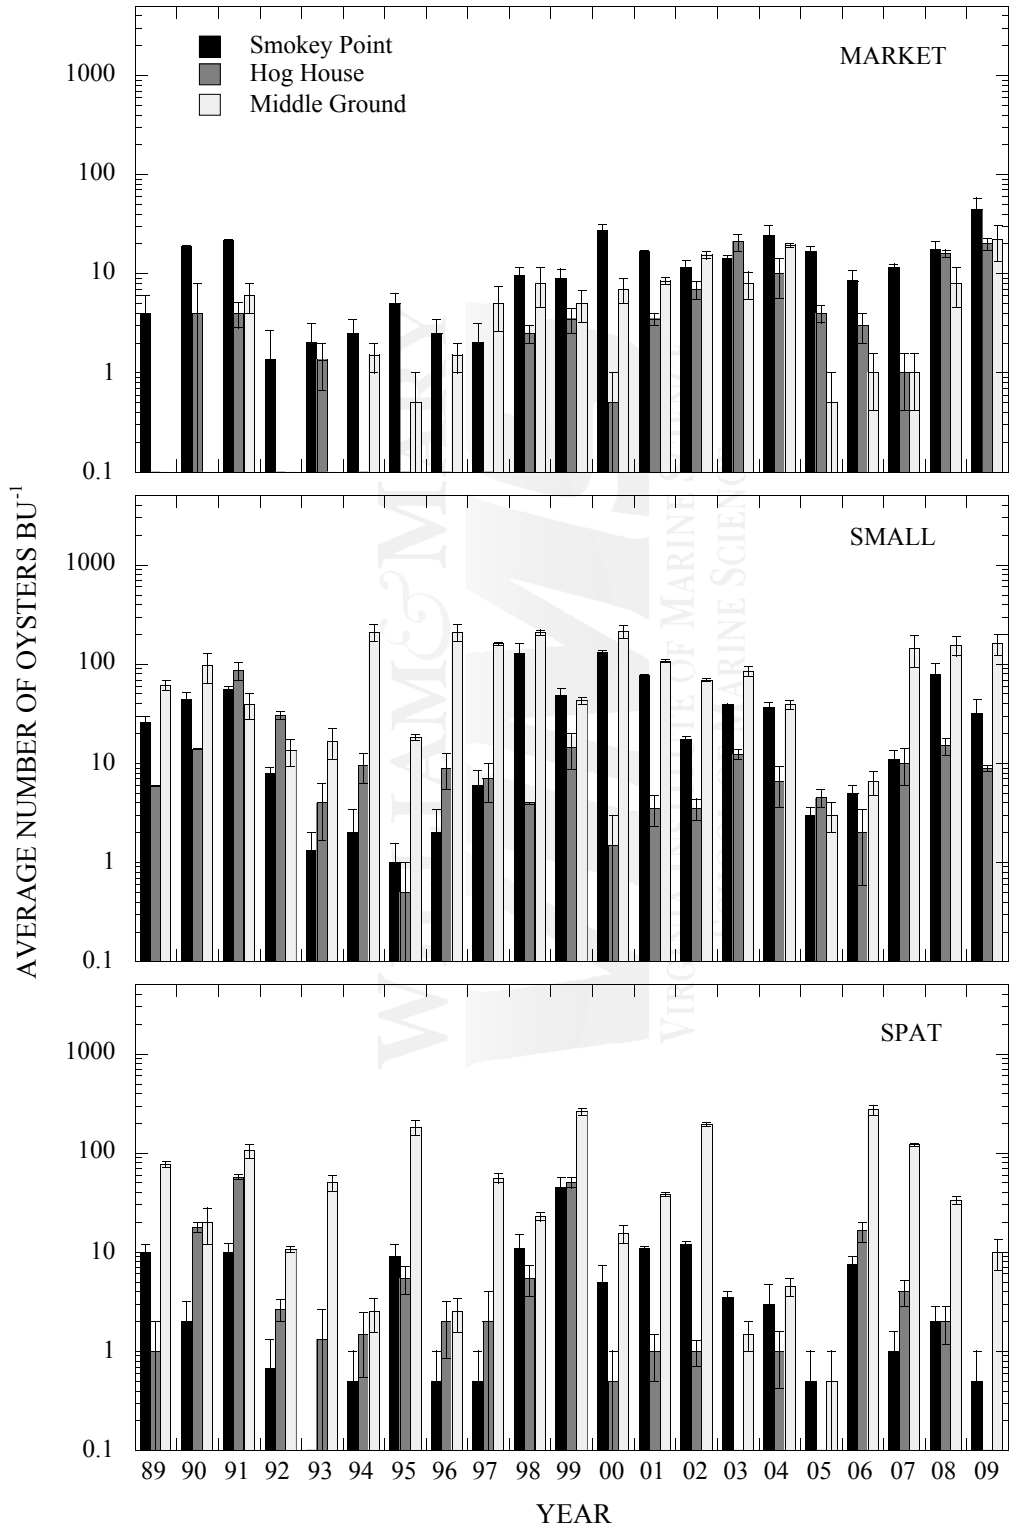 Smokey Point
Hog House
Middle Ground
MARKET
1000
100
10
1
0.1
SMALL
1000
100
10
1
0.1
SPAT
1000
100
10
1
0.1
89 90 91 92 93 94 95 96 97 98 99 00 01 02 03 04 05 06 07 08 09
YEAR
AVERAGE NUMBER OF OYSTERS BU-1